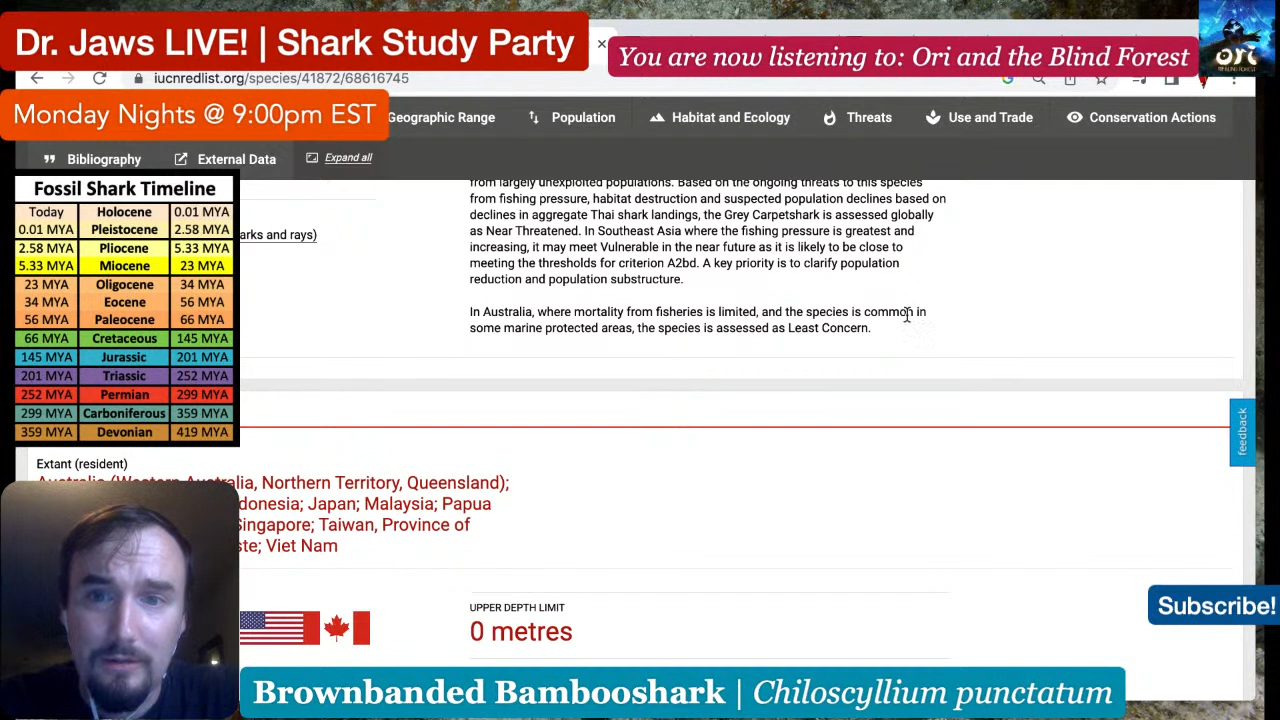 Dr. Jaws LIVE! | Shark Study Party
You are now listening to: Ori and the Blind Forest
ori
iucnredlist.org/species/41872/68616745
Monday Nights @ 9:00pm EST
Geographic Range
Population
Habitat and Ecology
Threats
Use and Trade
Conservation Actions
Bibliography
External Data
Expand all
Fossil Shark Timeline
Today Holocene 0.01 MYA
0.01 MYA Pleistocene 2.58 MYA
2.58 MYA Pliocene 5.33 MYA
5.33 MYA Miocene 23 MYA
23 MYA Oligocene 34 MYA
34 MYA Eocene 56 MYA
56 MYA Paleocene 66 MYA
66 MYA Cretaceous 145 MYA
145 MYA Jurassic 201 MYA
201 MYA Triassic 252 MYA
252 MYA Permian 299 MYA
299 MYA Carboniferous 359 MYA
359 MYA Devonian 419 MYA
arks and rays)
from largely unexploited populations. Based on the ongoing threats to this species
from fishing pressure, habitat destruction and suspected population declines based on
declines in aggregate Thai shark landings, the Grey Carpetshark is assessed globally
as Near Threatened. In Southeast Asia where the fishing pressure is greatest and
increasing, it may meet Vulnerable in the near future as it is likely to be close to
meeting the thresholds for criterion A2bd. A key priority is to clarify population
reduction and population substructure.
In Australia, where mortality from fisheries is limited, and the species is common in
some marine protected areas, the species is assessed as Least Concern.
feedback
Extant (resident)
Australia (Western Australia, Northern Territory, Queensland);
donesia; Japan; Malaysia; Papua
Singapore; Taiwan, Province of
ste; Viet Nam
UPPER DEPTH LIMIT
0 metres
Subscribe!
Brownbanded Bambooshark | Chiloscyllium punctatum